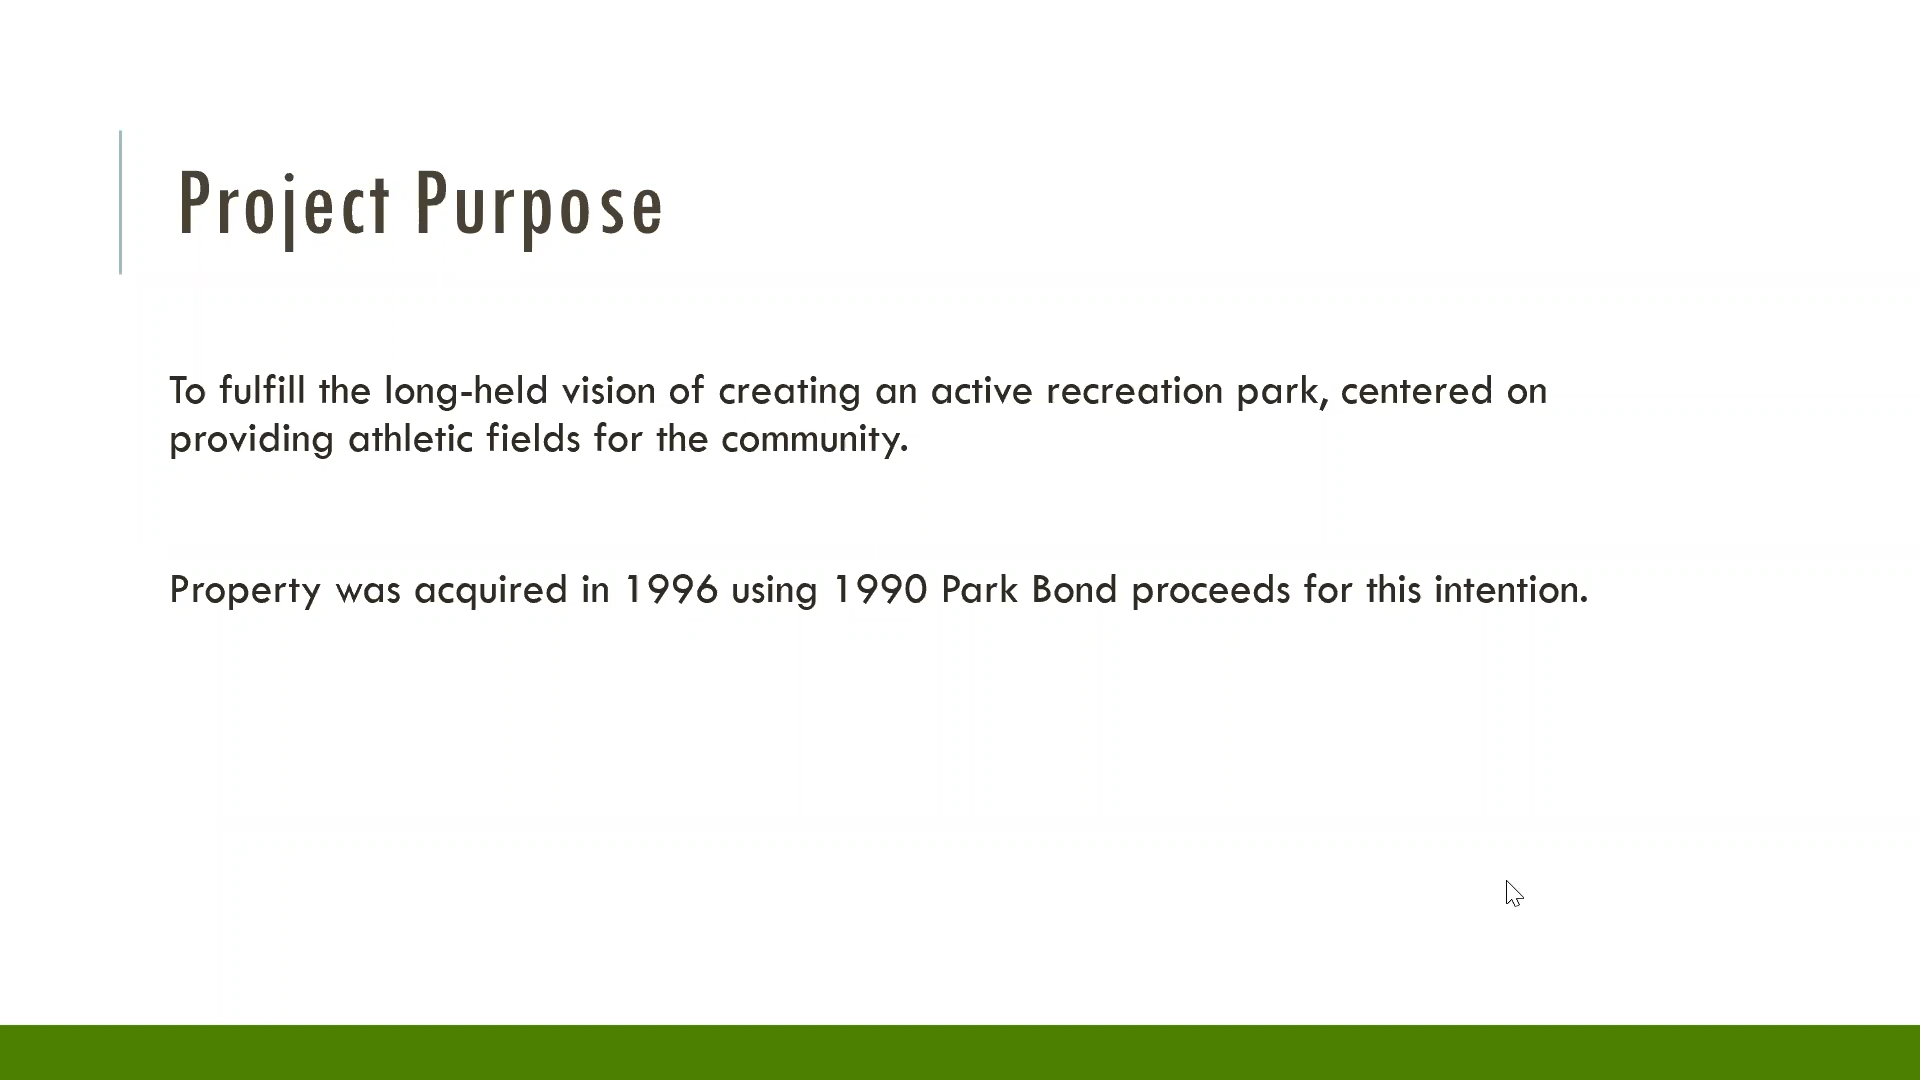 Project Purpose
To fulfill the long-held vision of creating an active recreation park, centered on
providing athletic fields for the community.
Property was acquired in 1996 using 1990 Park Bond proceeds for this intention.